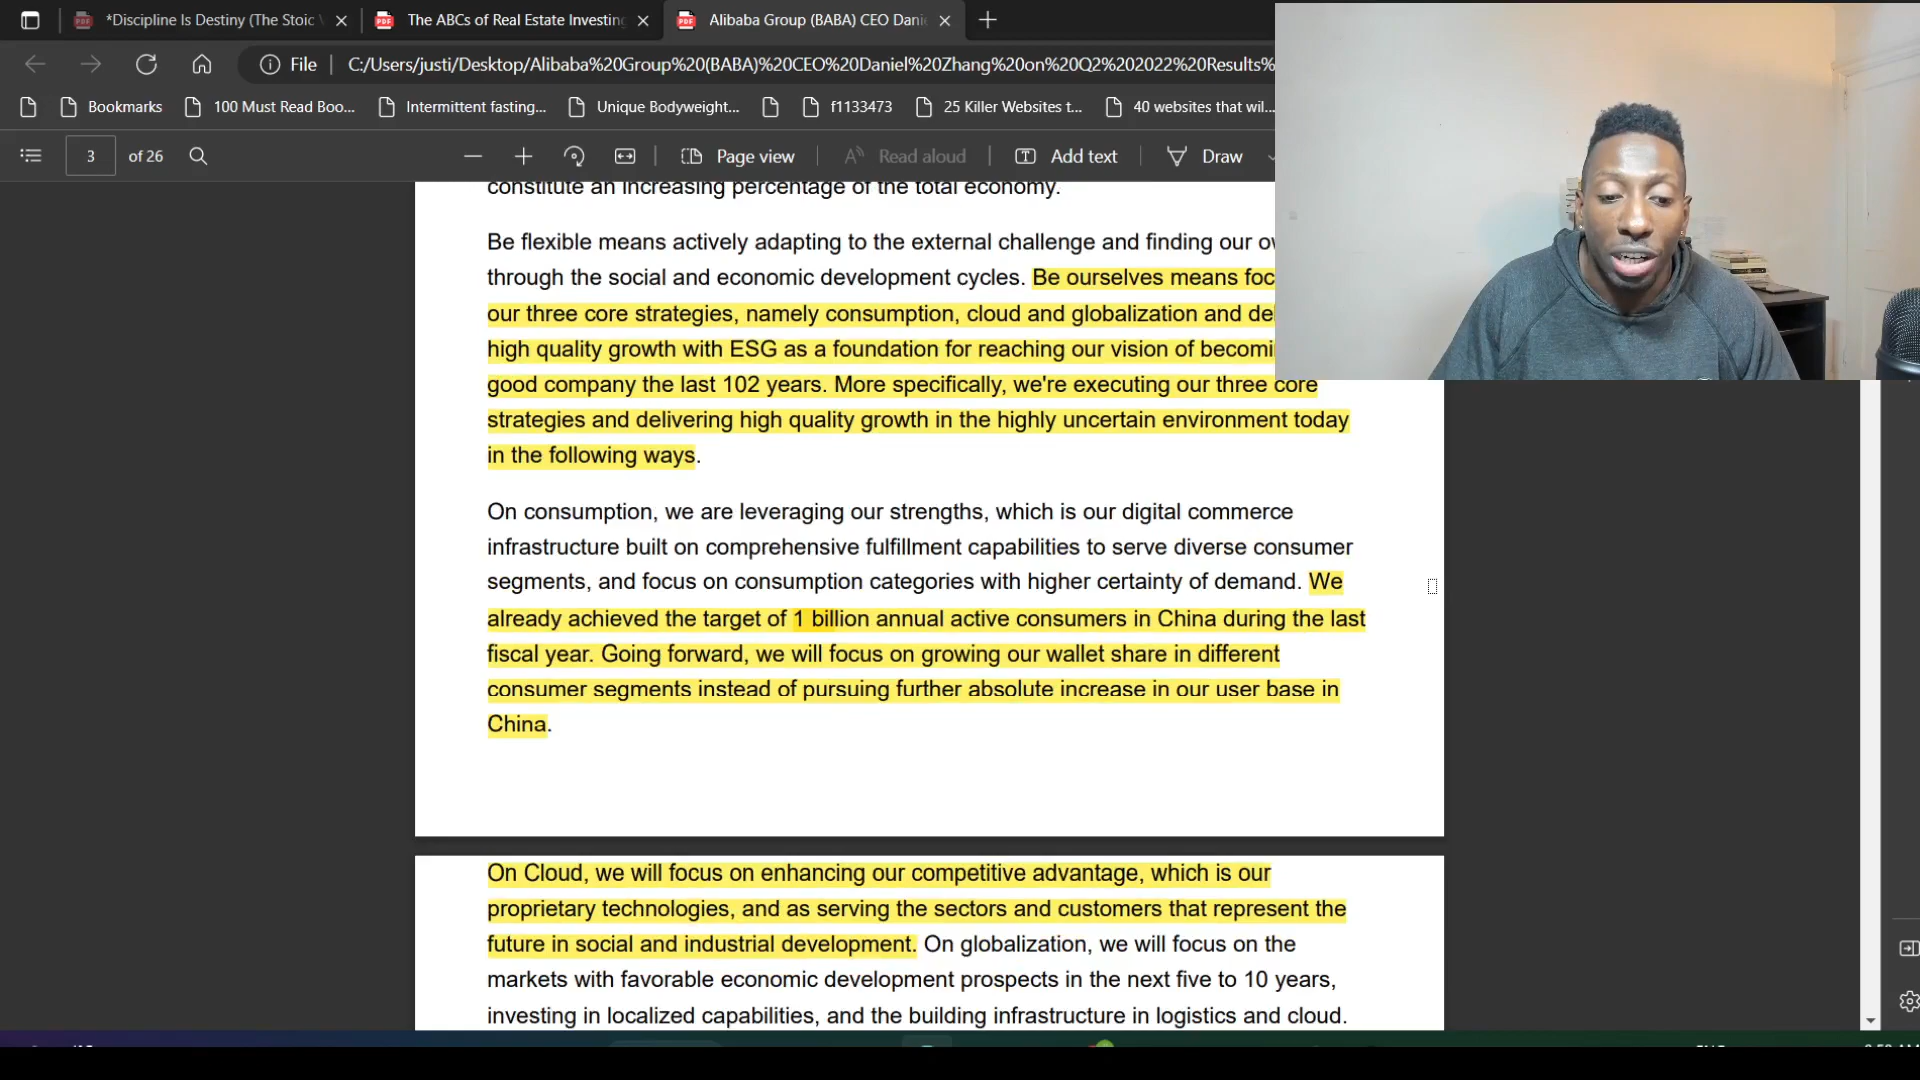 *Discipline Is Destiny (The Stoic
The ABCs of Real Estate Investing
Alibaba Group (BABA) CEO Dani
File
C:/Users/justi/Desktop/Alibaba%20Group%20(BABA)%20CEO%20Daniel%20Zhang%20on%20Q2%202022%20Results%
Bookmarks
100 Must Read Boo...
Intermittent fasting...
Unique Bodyweight...
f1133473
25 Killer Websites t...
40 websites that wil...
3
of 26
Page view
Read aloud
Add text
Draw
constitute an increasing percentage of the total economy.
Be flexible means actively adapting to the external challenge and finding our
through the social and economic development cycles. Be ourselves means foc
our three core strategies, namely consumption, cloud and globalization and de
high quality growth with ESG as a foundation for reaching our vision of becomi
good company the last 102 years. More specifically, we're executing our three core
strategies and delivering high quality growth in the highly uncertain environment today
in the following ways.
On consumption, we are leveraging our strengths, which is our digital commerce
infrastructure built on comprehensive fulfillment capabilities to serve diverse consumer
segments, and focus on consumption categories with higher certainty of demand. We
already achieved the target of 1 billion annual active consumers in China during the last
fiscal year. Going forward, we will focus on growing our wallet share in different
consumer segments instead of pursuing further absolute increase in our user base in
China.
On Cloud, we will focus on enhancing our competitive advantage, which is our
proprietary technologies, and as serving the sectors and customers that represent the
future in social and industrial development. On globalization, we will focus on the
markets with favorable economic development prospects in the next five to 10 years,
investing in localized capabilities, and the building infrastructure in logistics and cloud.